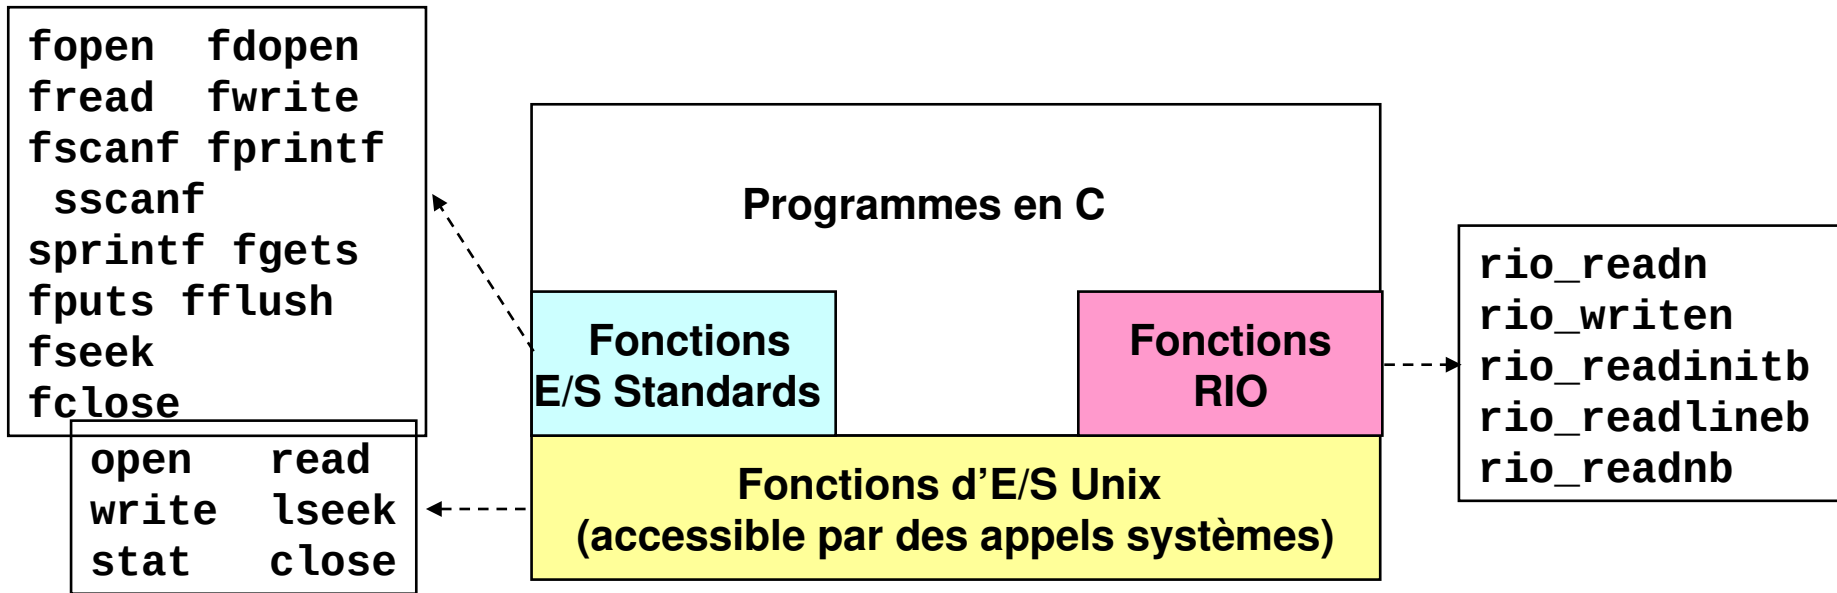 fopen fdopen
fread fwrite
fscanf fprintf
sscanf
sprintf fgets
fputs fflush
fseek
fclose
open read
write lseek
stat close
Programmes en C
Fonctions
E/S Standards
Fonctions
RIO
Fonctions d’E/S Unix
(accessible par des appels systèmes)
rio_readn
rio_writen
rio_readinitb
rio_readlineb
rio_readnb